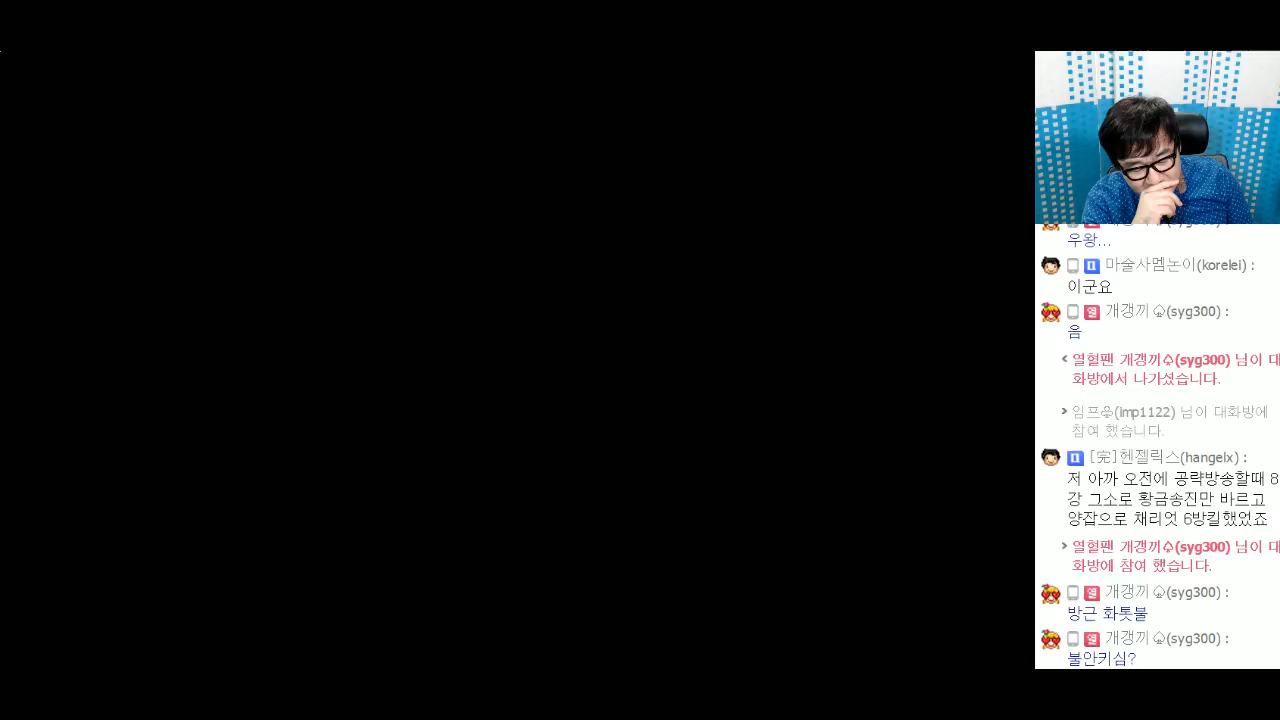 우왕...
마술사멤논이(korelei) :
이군요
열 개갱끼♤(syg300) :
음
열혈팬 개갱끼♤(syg300) 님이 대
화방에서 나가셨습니다.
임프♧(imp1122) 님이 대화방에
참여 했습니다.
[完]헨젤릭스(hangelx) :
저 아까 오전에 공략방송할때 8
강 그소로 황금송진만 바르고
양잡으로 채리엇 6방킬했었죠
열혈팬 개갱끼♤(syg300) 님이 대
화방에 참여 했습니다.
열 개갱끼♤(syg300) :
방근 화톳불
열 개갱끼♤(syg300) :
불안키심?